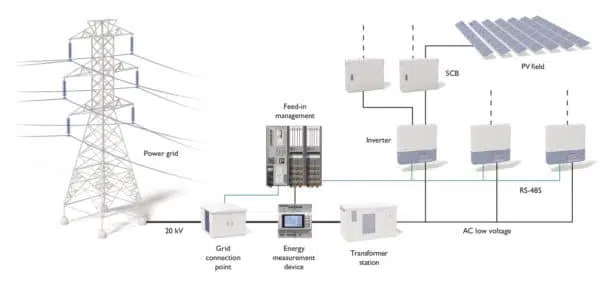 PV field
SCB
Feed-in
management
Inverter
Power grid
RS-485
20 kV
AC low voltage
Grid
connection
point
Energy
measurement
device
Transformer
station